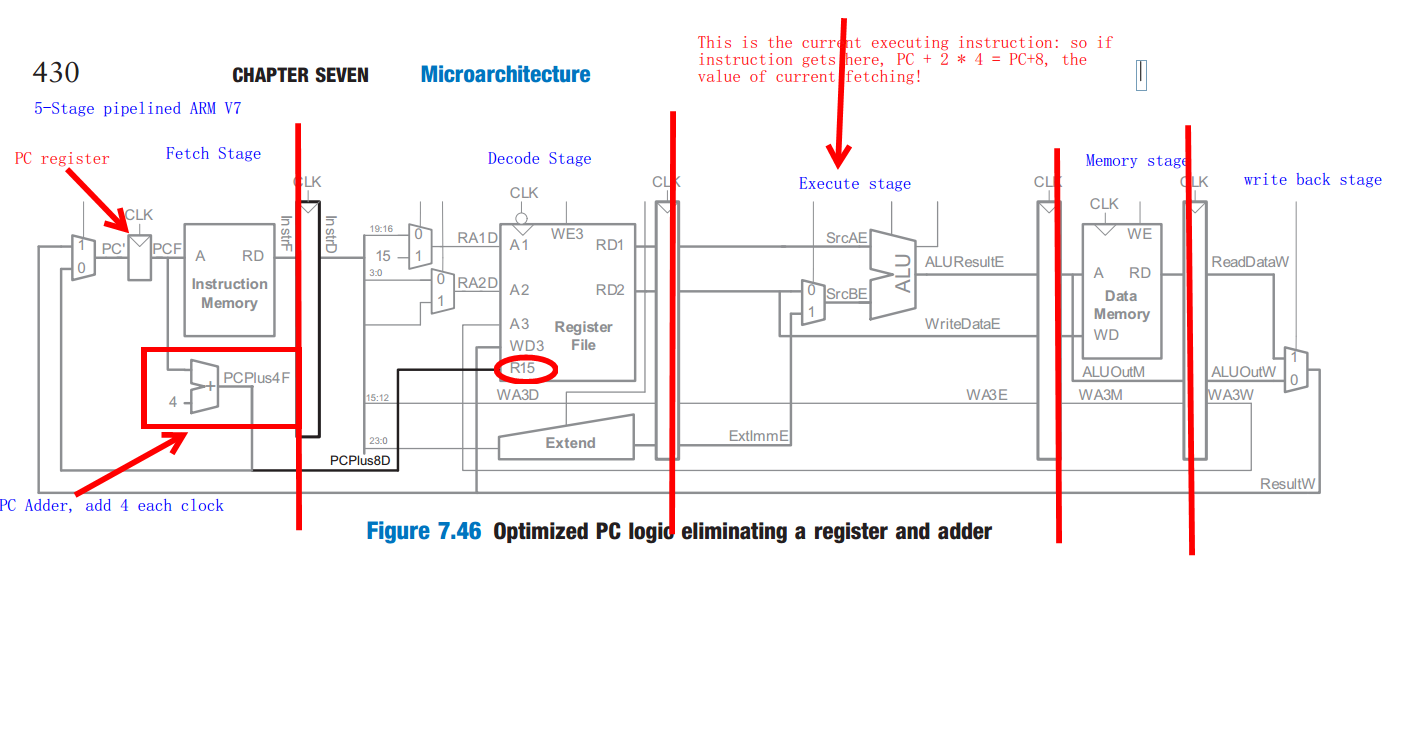 This is the current executing instruction: so if
instruction gets here, PC + 2 * 4 = PC+8, the
value of current fetching!
430 CHAPTER SEVEN Microarchitecture
5-Stage pipelined ARM V7
PC register
Fetch Stage
Decode Stage
Execute stage
Memory stage
write back stage
CLK
CLK
CLK
CLK
CLK
CLK
CLK
1
0
PC'
PCF
A
RD
Instruction
Memory
InstrF
InstrD
PCPlus4F
+
4
19:16
15
0
1
RA1D
3:0
0
1
RA2D
A1
WE3
RD1
A2
RD2
A3
Register
File
WD3
R15
15:12
WA3D
23:0
Extend
PCPlus8D
SrcAE
0
1
SrcBE
ALU
ALUResultE
WriteDataE
WA3E
ExtImmE
WE
A
RD
Data
Memory
WD
ALUOutM
WA3M
ReadDataW
1
0
ALUOutW
WA3W
ResultW
PC Adder, add 4 each clock
Figure 7.46 Optimized PC logic eliminating a register and adder